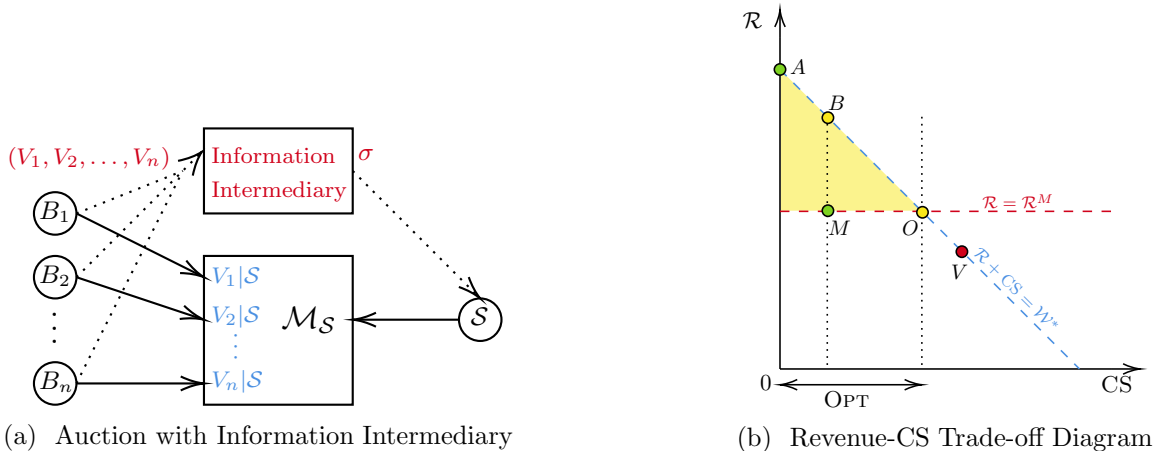 (V₁, V₂, . . . , Vₙ)
Information
Intermediary
σ
B₁
B₂
⋮
Bₙ
V₁|𝒮
V₂|𝒮
⋮
Vₙ|𝒮
ℳ_𝒮
𝒮
(a) Auction with Information Intermediary
ℛ
A
B
M
O
V
ℛ = ℛᴹ
ℛ + CS = 𝒲*
0
CS
OPT
(b) Revenue-CS Trade-off Diagram